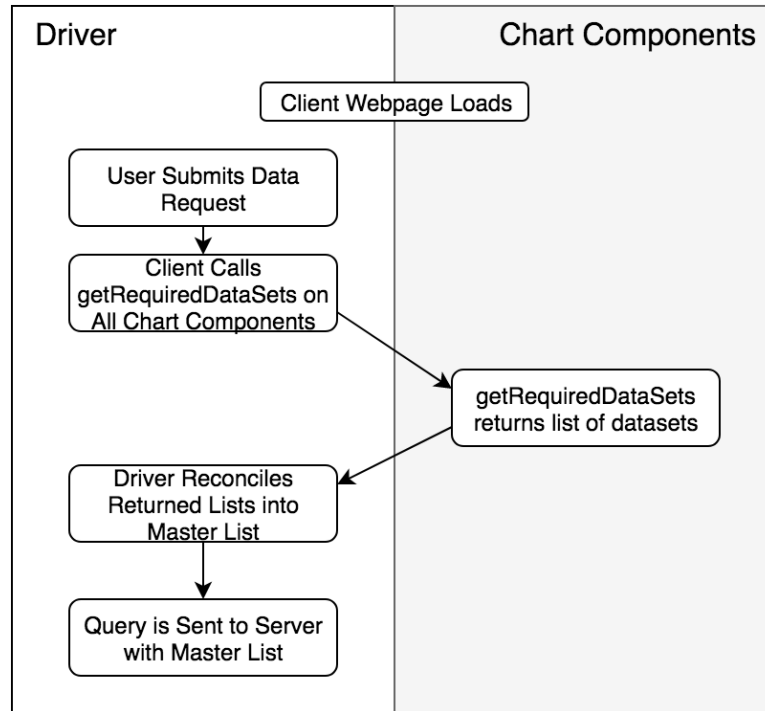 Driver
Chart Components
Client Webpage Loads
User Submits Data
Request
Client Calls
getRequiredDataSets on
All Chart Components
getRequiredDataSets
returns list of datasets
Driver Reconciles
Returned Lists into
Master List
Query is Sent to Server
with Master List